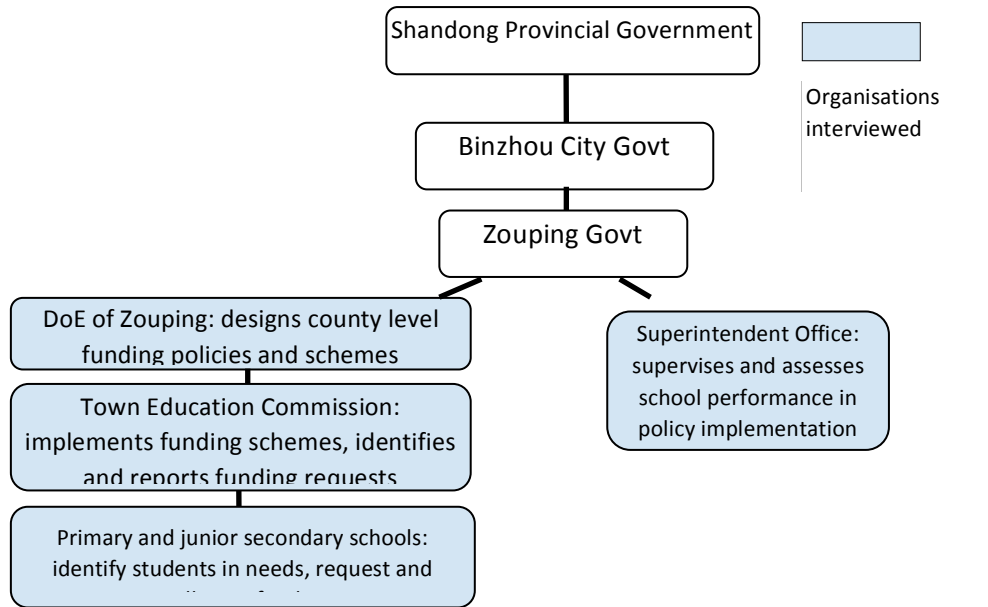 Shandong Provincial Government
Organisations
interviewed
Binzhou City Govt
Zouping Govt
DoE of Zouping: designs county level
funding policies and schemes
Superintendent Office:
supervises and assesses
school performance in
policy implementation
Town Education Commission:
implements funding schemes, identifies
and reports funding requests
Primary and junior secondary schools:
identify students in needs, request and